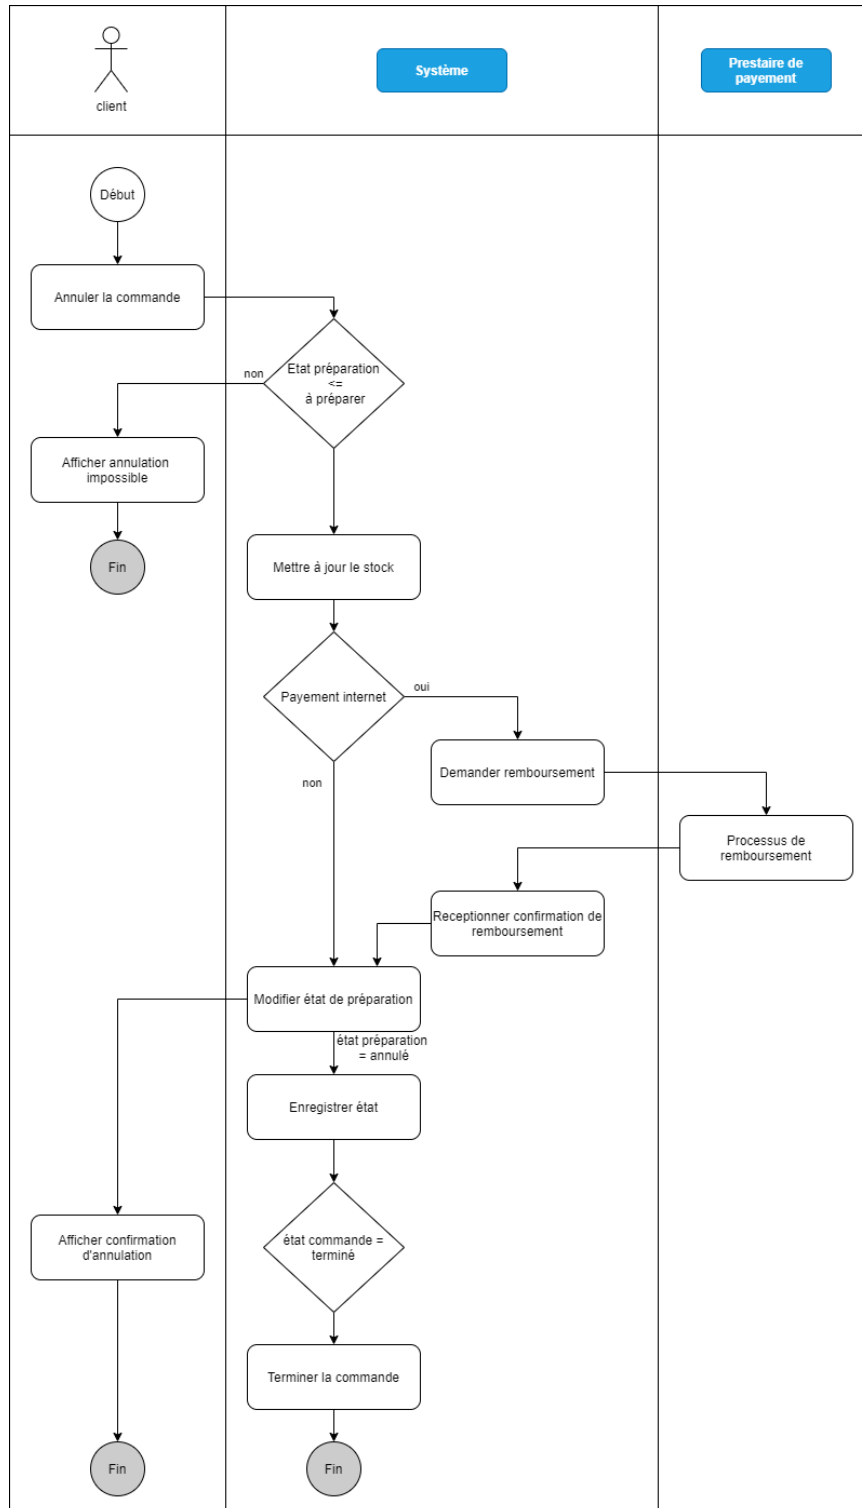 client
Système
Prestaire de
payement
Début
Annuler la commande
Etat préparation
<=
à préparer
non
Afficher annulation
impossible
Fin
Mettre à jour le stock
Payement internet
oui
non
Demander remboursement
Processus de
remboursement
Receptionner confirmation de
remboursement
Modifier état de préparation
état préparation
= annulé
Enregistrer état
Afficher confirmation
d'annulation
état commande =
terminé
Terminer la commande
Fin
Fin